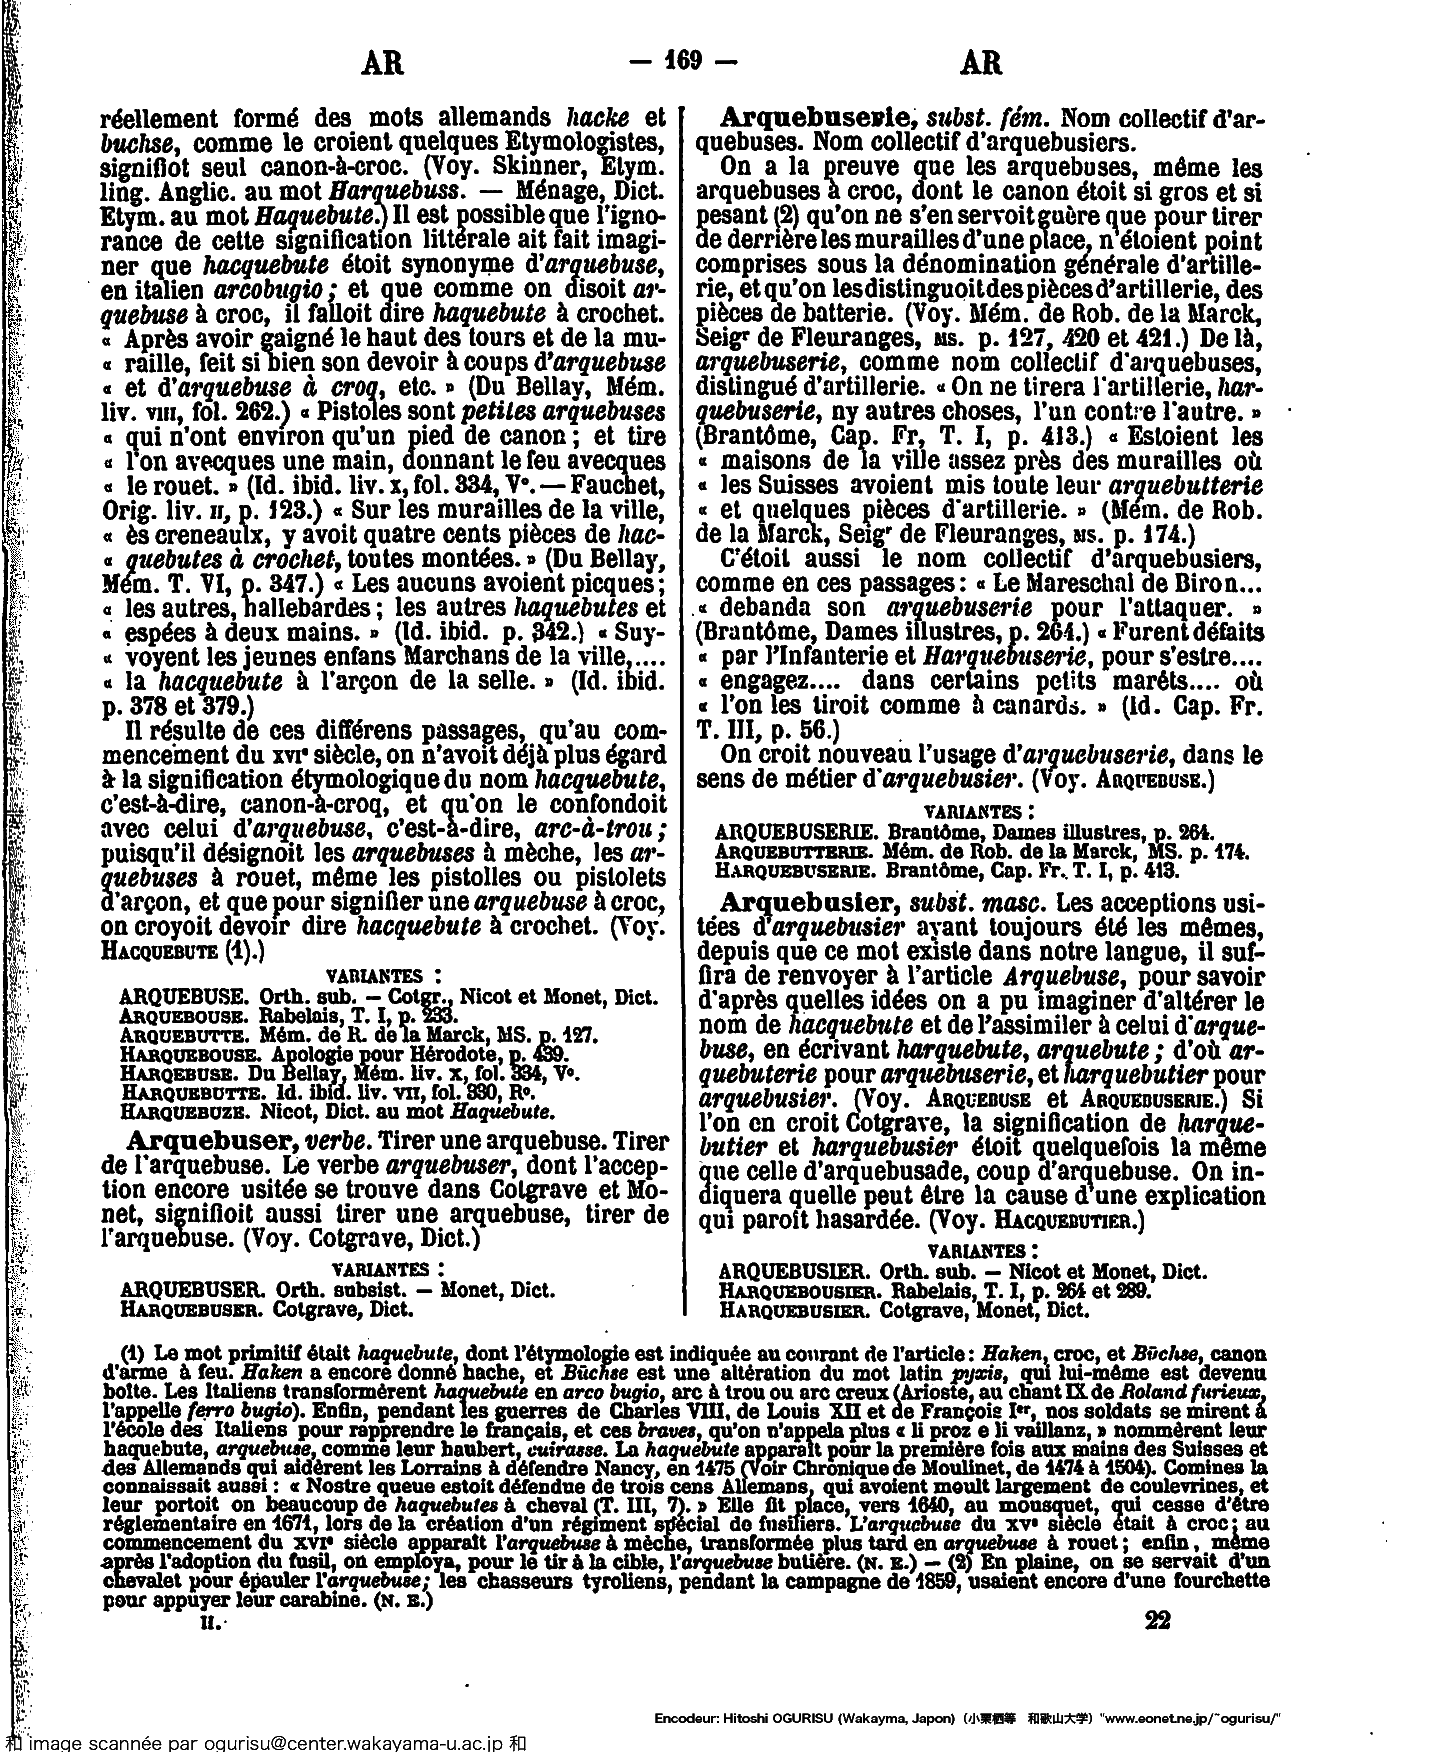 AR — 169 — AR
réellement formé des mots allemands hacke et
buchse, comme le croient quelques Etymologistes,
signifiot seul canon-à-croc. (Voy. Skinner, Etym.
ling. Anglic. au mot Harquebuss. — Ménage, Dict.
Etym. au mot Haquebute.) Il est possible que l'igno-
rance de cette signification littérale ait fait imagi-
ner que hacquebute étoit synonyme d'arquebuse,
en italien arcobugio ; et que comme on disoit ar-
quebuse à croc, il falloit dire haquebute à crochet.
« Après avoir gaigné le haut des tours et de la mu-
« raille, feit si bien son devoir à coups d'arquebuse
« et d'arquebuse à croq, etc. » (Du Bellay, Mém.
liv. VIII, fol. 262.) « Pistoles sont petites arquebuses
« qui n'ont environ qu'un pied de canon ; et tire
« l'on avecques une main, donnant le feu avecques
« le rouet. » (Id. ibid. liv. X, fol. 334, V°. — Fauchet,
Orig. liv. II, p. 123.) « Sur les murailles de la ville,
« ès creneaulx, y avoit quatre cents pièces de hac-
« quebutes à crochet, toutes montées. » (Du Bellay,
Mém. T. VI, p. 347.) « Les aucuns avoient picques ;
« les autres, hallebardes ; les autres haquebutes et
« espées à deux mains. » (Id. ibid. p. 342.) « Suy-
« voyent les jeunes enfans Marchans de la ville,....
« la hacquebute à l'arçon de la selle. » (Id. ibid.
p. 378 et 379.)
Il résulte de ces différens passages, qu'au com-
mencement du XVIe siècle, on n'avoit déjà plus égard
à la signification étymologique du nom hacquebute,
c'est-à-dire, canon-à-croq, et qu'on le confondoit
avec celui d'arquebuse, c'est-à-dire, arc-à-trou ;
puisqu'il désignoit les arquebuses à mèche, les ar-
quebuses à rouet, même les pistolles ou pistolets
d'arçon, et que pour signifier une arquebuse à croc,
on croyoit devoir dire hacquebute à crochet. (Voy.
HACQUEBUTE (1).)
VARIANTES :
ARQUEBUSE. Orth. sub. — Cotgr., Nicot et Monet, Dict.
ARQUEBOUSE. Rabelais, T. I, p. 233.
ARQUEBUTTE. Mém. de R. de la Marck, MS. p. 127.
HARQUEBOUSE. Apologie pour Hérodote, p. 439.
HARQEBUSE. Du Bellay, Mém. liv. X, fol. 334, V°.
HARQUEBUTTE. Id. ibid. liv. VII, fol. 330, R°.
HARQUEBUZE. Nicot, Dict. au mot Haquebute.
Arquebuser, verbe. Tirer une arquebuse. Tirer
de l'arquebuse. Le verbe arquebuser, dont l'accep-
tion encore usitée se trouve dans Cotgrave et Mo-
net, signifioit aussi tirer une arquebuse, tirer de
l'arquebuse. (Voy. Cotgrave, Dict.)
VARIANTES :
ARQUEBUSER. Orth. subsist. — Monet, Dict.
HARQUEBUSER. Cotgrave, Dict.
Arquebuserie, subst. fém. Nom collectif d'ar-
quebuses. Nom collectif d'arquebusiers.
On a la preuve que les arquebuses, même les
arquebuses à croc, dont le canon étoit si gros et si
pesant (2) qu'on ne s'en servoit guère que pour tirer
de derrière les murailles d'une place, n'étoient point
comprises sous la dénomination générale d'artille-
rie, et qu'on les distinguoit des pièces d'artillerie, des
pièces de batterie. (Voy. Mém. de Rob. de la Marck,
Seigr de Fleuranges, MS. p. 127, 420 et 421.) De là,
arquebuserie, comme nom collectif d'arquebuses,
distingué d'artillerie. « On ne tirera l'artillerie, har-
quebuserie, ny autres choses, l'un contre l'autre. »
(Brantôme, Cap. Fr, T. I, p. 413.) « Estoient les
« maisons de la ville assez près des murailles où
« les Suisses avoient mis toute leur arquebutterie
« et quelques pièces d'artillerie. » (Mém. de Rob.
de la Marck, Seigr de Fleuranges, MS. p. 174.)
C'étoit aussi le nom collectif d'arquebusiers,
comme en ces passages : « Le Mareschal de Biron...
« debanda son arquebuserie pour l'attaquer. »
(Brantôme, Dames illustres, p. 264.) « Furent défaits
« par l'Infanterie et Harquebuserie, pour s'estre....
« engagez.... dans certains petits marêts.... où
« l'on les tiroit comme à canards. » (Id. Cap. Fr.
T. III, p. 56.)
On croit nouveau l'usage d'arquebuserie, dans le
sens de métier d'arquebusier. (Voy. ARQUEBUSE.)
VARIANTES :
ARQUEBUSERIE. Brantôme, Dames illustres, p. 264.
ARQUEBUTTERIE. Mém. de Rob. de la Marck, MS. p. 174.
HARQUEBUSERIE. Brantôme, Cap. Fr. T. I, p. 413.
Arquebusier, subst. masc. Les acceptions usi-
tées d'arquebusier ayant toujours été les mêmes,
depuis que ce mot existe dans notre langue, il suf-
fira de renvoyer à l'article Arquebuse, pour savoir
d'après quelles idées on a pu imaginer d'altérer le
nom de hacquebute et de l'assimiler à celui d'arque-
buse, en écrivant harquebute, arquebute ; d'où ar-
quebuterie pour arquebuserie, et harquebutier pour
arquebusier. (Voy. ARQUEBUSE et ARQUEBUSERIE.) Si
l'on en croit Cotgrave, la signification de harque-
butier et harquebusier étoit quelquefois la même
que celle d'arquebusade, coup d'arquebuse. On in-
diquera quelle peut être la cause d'une explication
qui paroit hasardée. (Voy. HACQUEBUTIER.)
VARIANTES :
ARQUEBUSIER. Orth. sub. — Nicot et Monet, Dict.
HARQUEBOUSIER. Rabelais, T. I, p. 264 et 289.
HARQUEBUSIER. Cotgrave, Monet, Dict.
(1) Le mot primitif était haquebute, dont l'étymologie est indiquée au courant de l'article : Haken, croc, et Büchse, canon
d'arme à feu. Haken a encore donné hache, et Büchse est une altération du mot latin pyxis, qui lui-même est devenu
boîte. Les Italiens transformèrent haquebute en arco bugio, arc à trou ou arc creux (Arioste, au chant IX de Roland furieux,
l'appelle ferro bugio). Enfin, pendant les guerres de Charles VIII, de Louis XII et de François Ier, nos soldats se mirent à
l'école des Italiens pour rapprendre le français, et ces braves, qu'on n'appela plus « li proz e li vaillanz, » nommèrent leur
haquebute, arquebuse, comme leur haubert, cuirasse. La haquebute apparaît pour la première fois aux mains des Suisses et
des Allemands qui aidèrent les Lorrains à défendre Nancy, en 1475 (Voir Chronique de Moulinet, de 1474 à 1504). Comines la
connaissait aussi : « Nostre queue estoit défendue de trois cens Allemans, qui avoient moult largement de coulevrines, et
leur portoit on beaucoup de haquebutes à cheval (T. III, 7). » Elle fit place, vers 1640, au mousquet, qui cesse d'être
réglementaire en 1671, lors de la création d'un régiment spécial de fusiliers. L'arquebuse du XVe siècle était à croc ; au
commencement du XVIe siècle apparaît l'arquebuse à mèche, transformée plus tard en arquebuse à rouet ; enfin, même
après l'adoption du fusil, on employa, pour le tir à la cible, l'arquebuse butière. (N. E.) — (2) En plaine, on se servait d'un
chevalet pour épauler l'arquebuse ; les chasseurs tyroliens, pendant la campagne de 1859, usaient encore d'une fourchette
pour appuyer leur carabine. (N. E.)
II. 22
Encodeur: Hitoshi OGURISU (Wakayma, Japon) (小栗栖等 和歌山大学) "www.eonet.ne.jp/~ogurisu/"
和 image scannée par ogurisu@center.wakayama-u.ac.jp 和